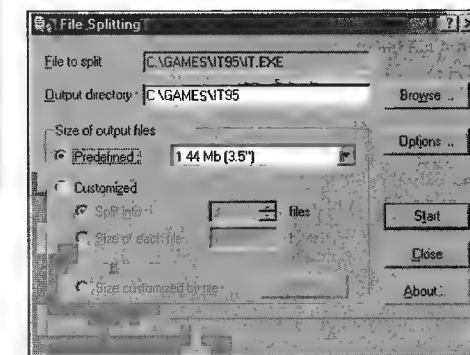 File Splitting
File to split C:\GAMES\IT95\IT.EXE
Output directory: C:\GAMES\IT95
Browse ..
Size of output files
Options ..
Predefined: 1 44 Mb (3.5")
Customized
Split into files
Start
Size of each file
Close
Size customized by file
About..